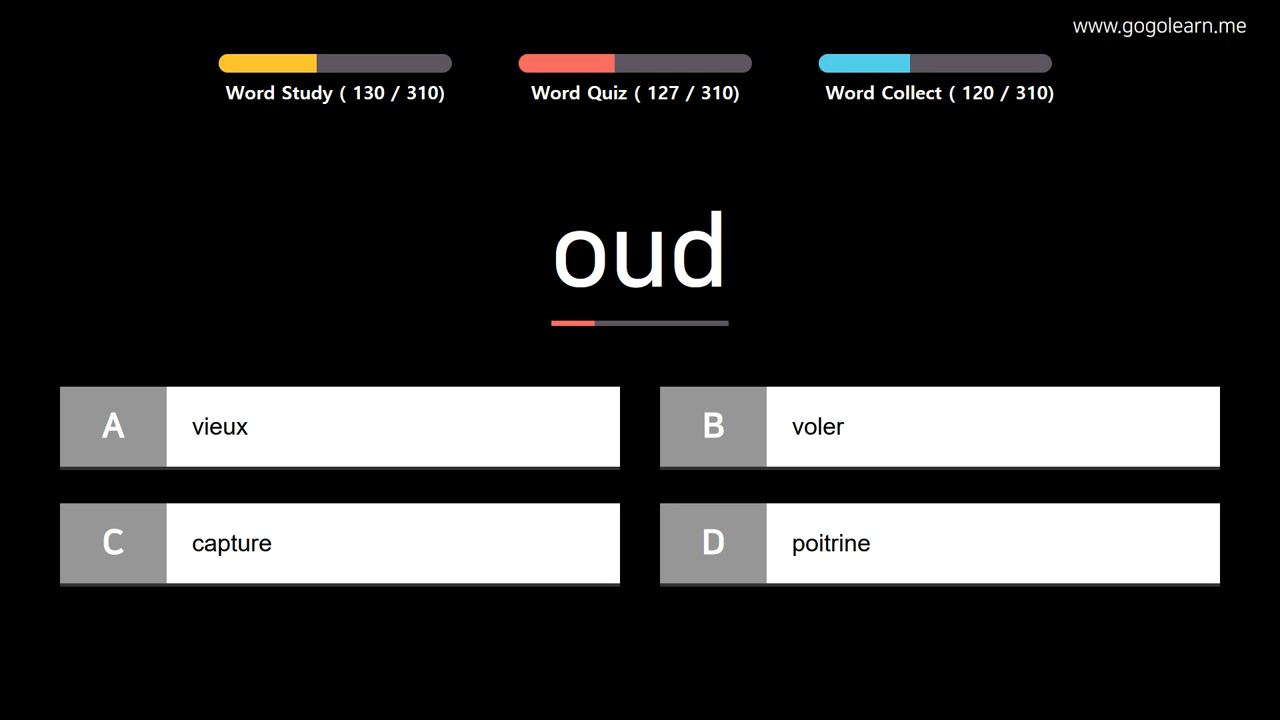 www.gogolearn.me
Word Study ( 130 / 310)
Word Quiz ( 127 / 310)
Word Collect ( 120 / 310)
oud
A vieux
B voler
C capture
D poitrine